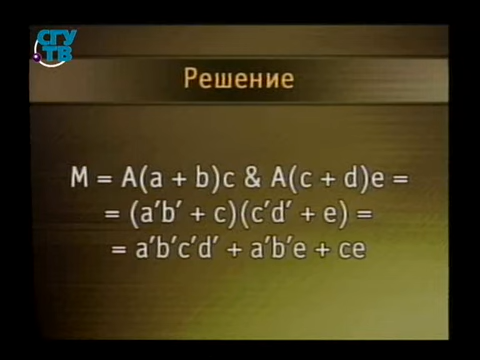 СГУ
ТВ
Решение
M = A(a + b)c & A(c + d)e =
= (a′b′ + c)(c′d′ + e) =
= a′b′c′d′ + a′b′e + ce